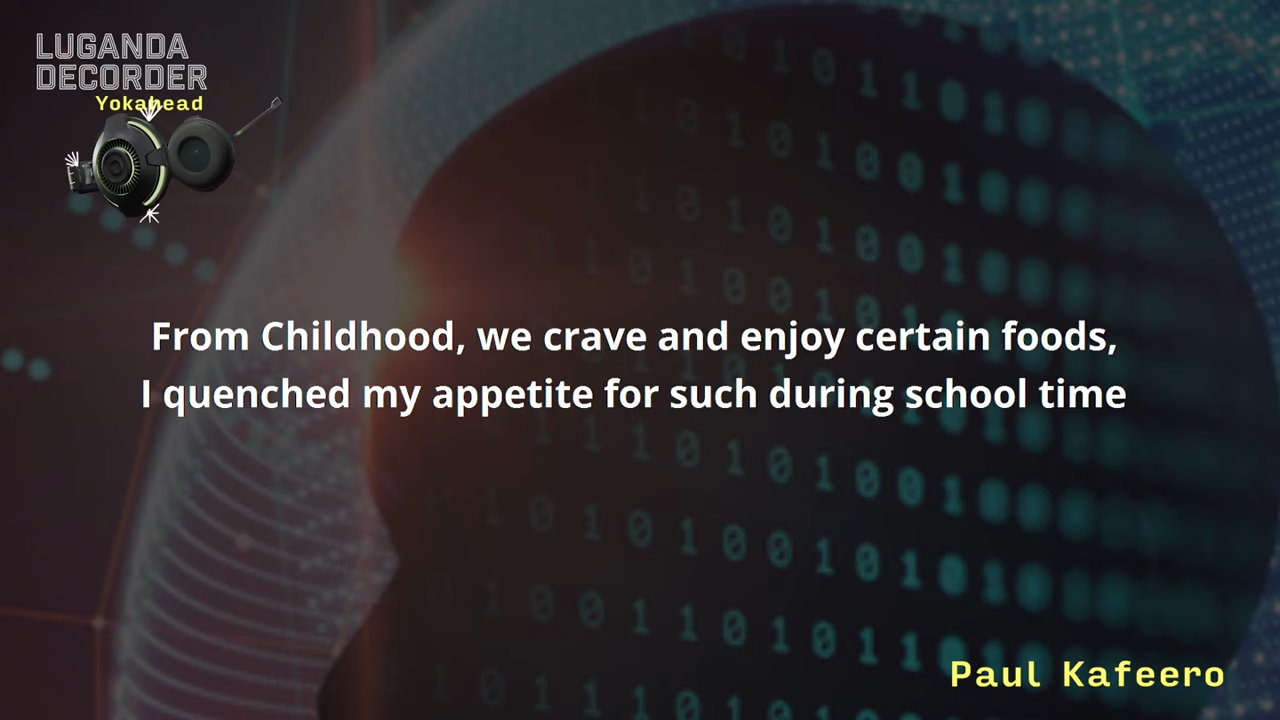 LUGANDA
DECORDER
Yokahead
From Childhood, we crave and enjoy certain foods,
I quenched my appetite for such during school time
Paul Kafeero